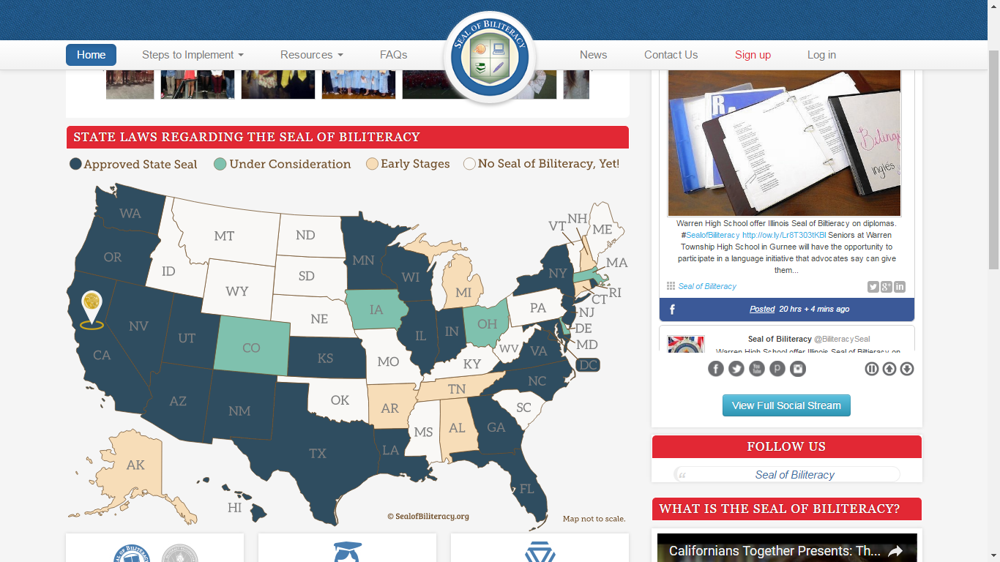 SEAL OF BILITERACY
Home
Steps to Implement
Resources
FAQs
News
Contact Us
Sign up
Log in
STATE LAWS REGARDING THE SEAL OF BILITERACY
Approved State Seal
Under Consideration
Early Stages
No Seal of Biliteracy, Yet!
WA
MT
ND
MN
VT
NH
ME
OR
ID
SD
WI
NY
MA
WY
MI
RI
CT
NV
NE
IA
PA
NJ
UT
CO
IL
IN
OH
DE
MD
CA
KS
MO
KY
WV
VA
DC
AZ
NM
OK
AR
TN
NC
SC
MS
AL
GA
TX
LA
FL
AK
HI
© SealofBiliteracy.org
Map not to scale.
SEAL OF BILITERACY
Warren High School offer Illinois Seal of Biltieracy on diplomas.
#SealofBiliteracy http://ow.ly/Lr8T303tKBl Seniors at Warren
Township High School in Gurnee will have the opportunity to
participate in a language initiative that advocates say can give
them...
Seal of Biliteracy
Posted 20 hrs + 4 mins ago
Seal of Biliteracy @BiliteracySeal
Warren High School offer Illinois Seal of Biltieracy on
You Tube
View Full Social Stream
FOLLOW US
Seal of Biliteracy
WHAT IS THE SEAL OF BILITERACY?
Californians Together Presents: Th...